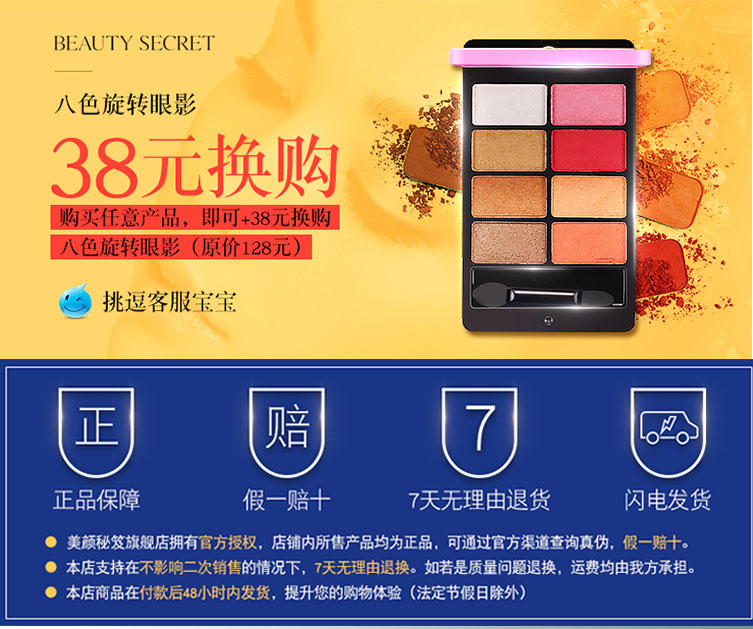 BEAUTY SECRET
八色旋转眼影
38元换购
购买任意产品，即可+38元换购
八色旋转眼影（原价128元）
挑逗客服宝宝
正 赔 7
正品保障 假一赔十 7天无理由退货 闪电发货
美颜秘笈旗舰店拥有官方授权，店铺内所售产品均为正品，可通过官方渠道查询真伪，假一赔十。
本店支持在不影响二次销售的情况下，7天无理由退换。如若是质量问题退换，运费均由我方承担。
本店商品在付款后48小时内发货，提升您的购物体验（法定节假日除外）